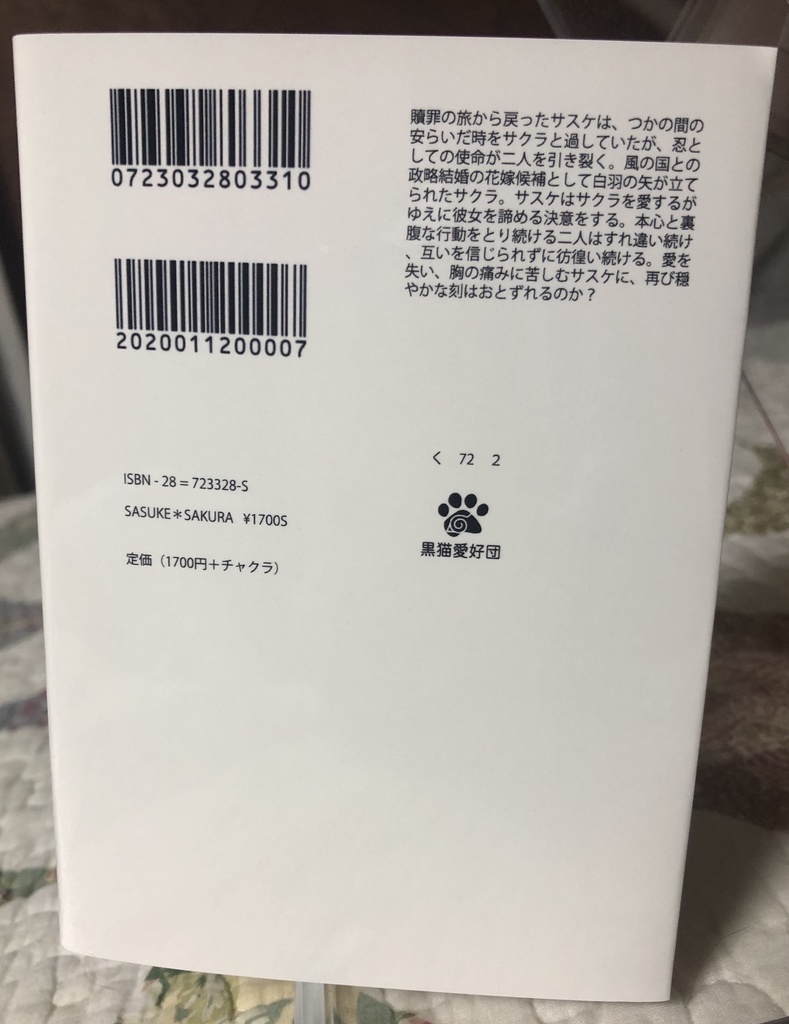 0723032803310
2020011200007
贖罪の旅から戻ったサスケは、つかの間の
安らいだ時をサクラと過していたが、忍と
しての使命が二人を引き裂く。風の国との
政略結婚の花嫁候補として白羽の矢が立て
られたサクラ。サスケはサクラを愛するが
ゆえに彼女を諦める決意をする。本心と裏
腹な行動をとり続ける二人はすれ違い続け
、互いを信じられずに彷徨い続ける。愛を
失い、胸の痛みに苦しむサスケに、再び穏
やかな刻はおとずれるのか？
ISBN - 28 = 723328-S
SASUKE＊SAKURA ¥1700S
定価（1700円＋チャクラ）
く 72 2
黒猫愛好団